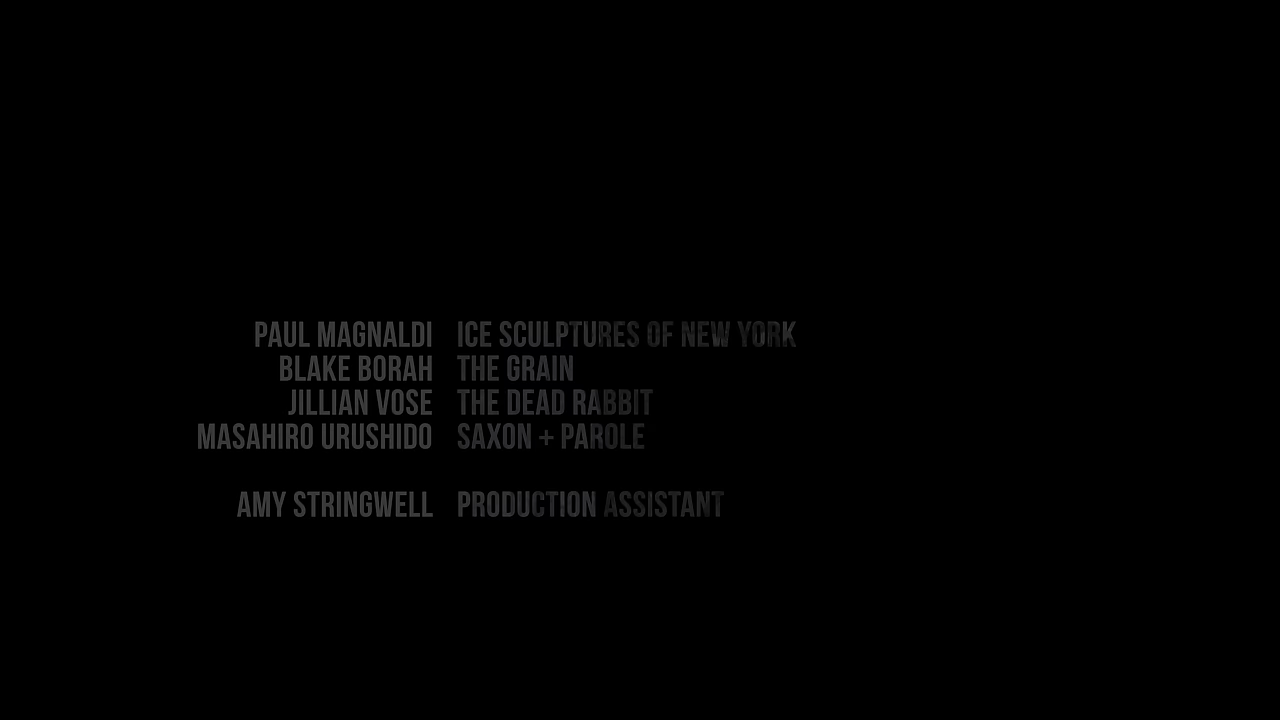 PAUL MAGNALDI ICE SCULPTURES OF NEW YORK
BLAKE BORAH THE GRAIN
JILLIAN VOSE THE DEAD RABBIT
MASAHIRO URUSHIDO SAXON + PAROLE
AMY STRINGWELL PRODUCTION ASSISTANT